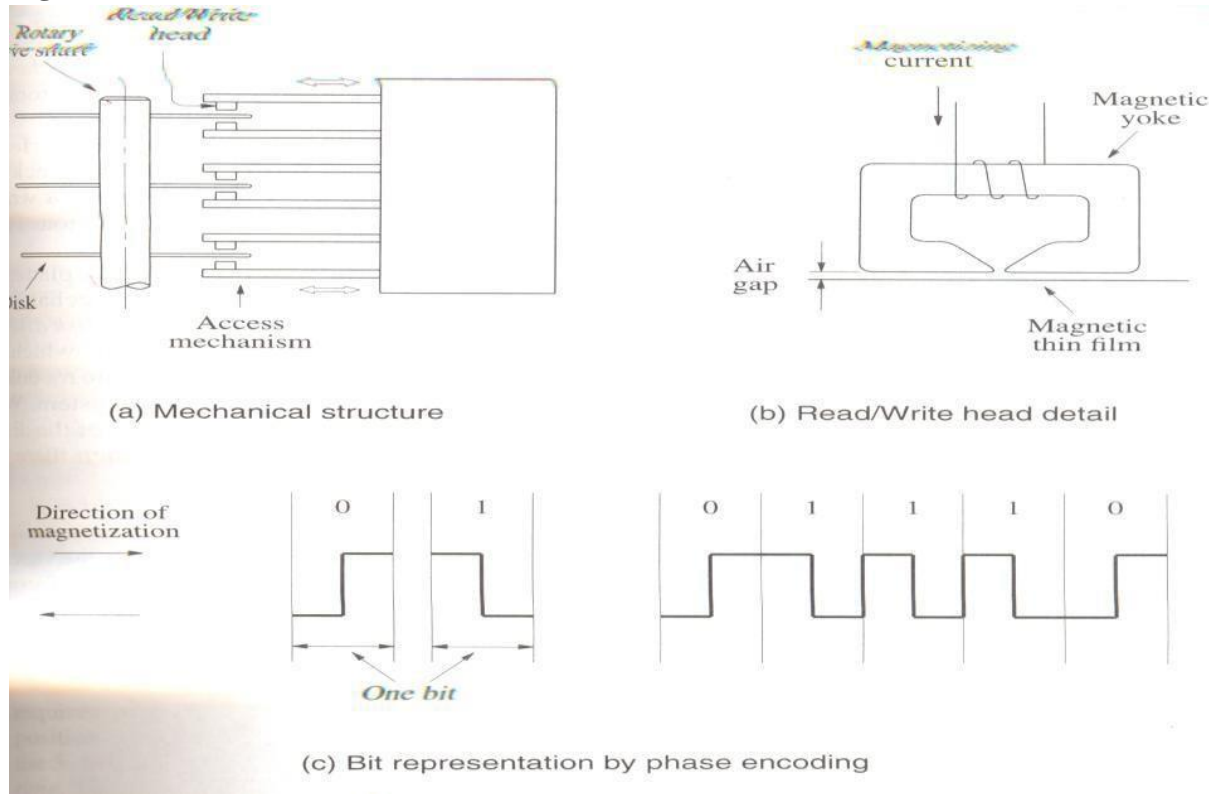 Read/Write
head
Rotary
ve shaft
Magnetizing
current
Magnetic
yoke
Air
gap
Disk
Access
mechanism
Magnetic
thin film
(a) Mechanical structure
(b) Read/Write head detail
Direction of
magnetization
0 1
0 1 1 1 0
One bit
(c) Bit representation by phase encoding